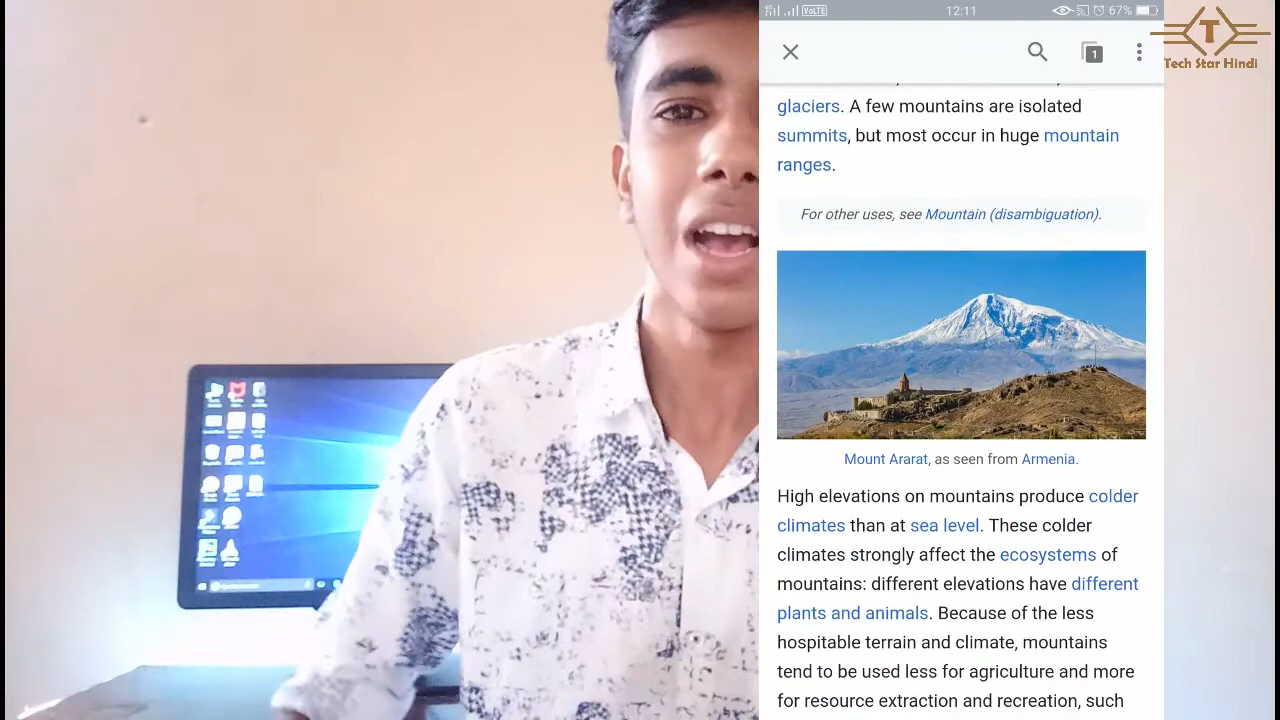 VoLTE
12:11
67%
1
T
Tech Star Hindi
glaciers. A few mountains are isolated
summits, but most occur in huge mountain
ranges.
For other uses, see Mountain (disambiguation).
Mount Ararat, as seen from Armenia.
High elevations on mountains produce colder
climates than at sea level. These colder
climates strongly affect the ecosystems of
mountains: different elevations have different
plants and animals. Because of the less
hospitable terrain and climate, mountains
tend to be used less for agriculture and more
for resource extraction and recreation, such